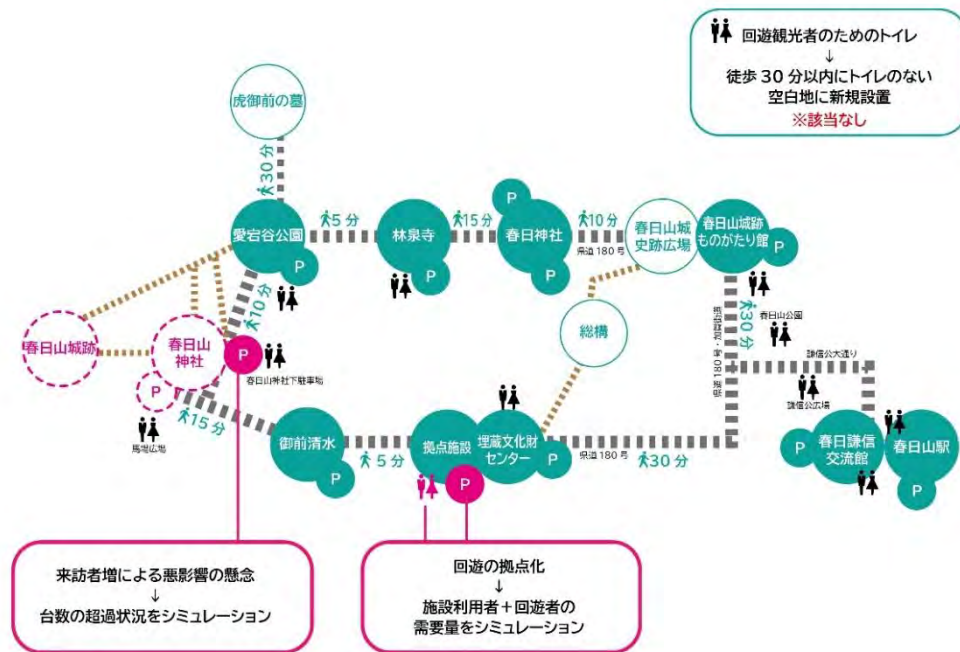 回遊観光者のためのトイレ
↓
徒歩30分以内にトイレのない
空白地に新規設置
※該当なし
虎御前の墓
30分
愛宕谷公園
P
5分
林泉寺
P
15分
春日神社
P
P
10分
県道180号
春日山城
史跡広場
春日山城跡
ものがたり館
P
30分
春日山公園
10分
春日山城跡
春日山
神社
P
春日山神社下駐車場
P
馬場広場
15分
総構
謙信公大通り
謙信公広場
御前清水
P
5分
拠点施設
P
埋蔵文化財
センター
P
県道180号
30分
P
春日謙信
交流館
春日山駅
P
来訪者増による悪影響の懸念
↓
台数の超過状況をシミュレーション
回遊の拠点化
↓
施設利用者+回遊者の
需要量をシミュレーション